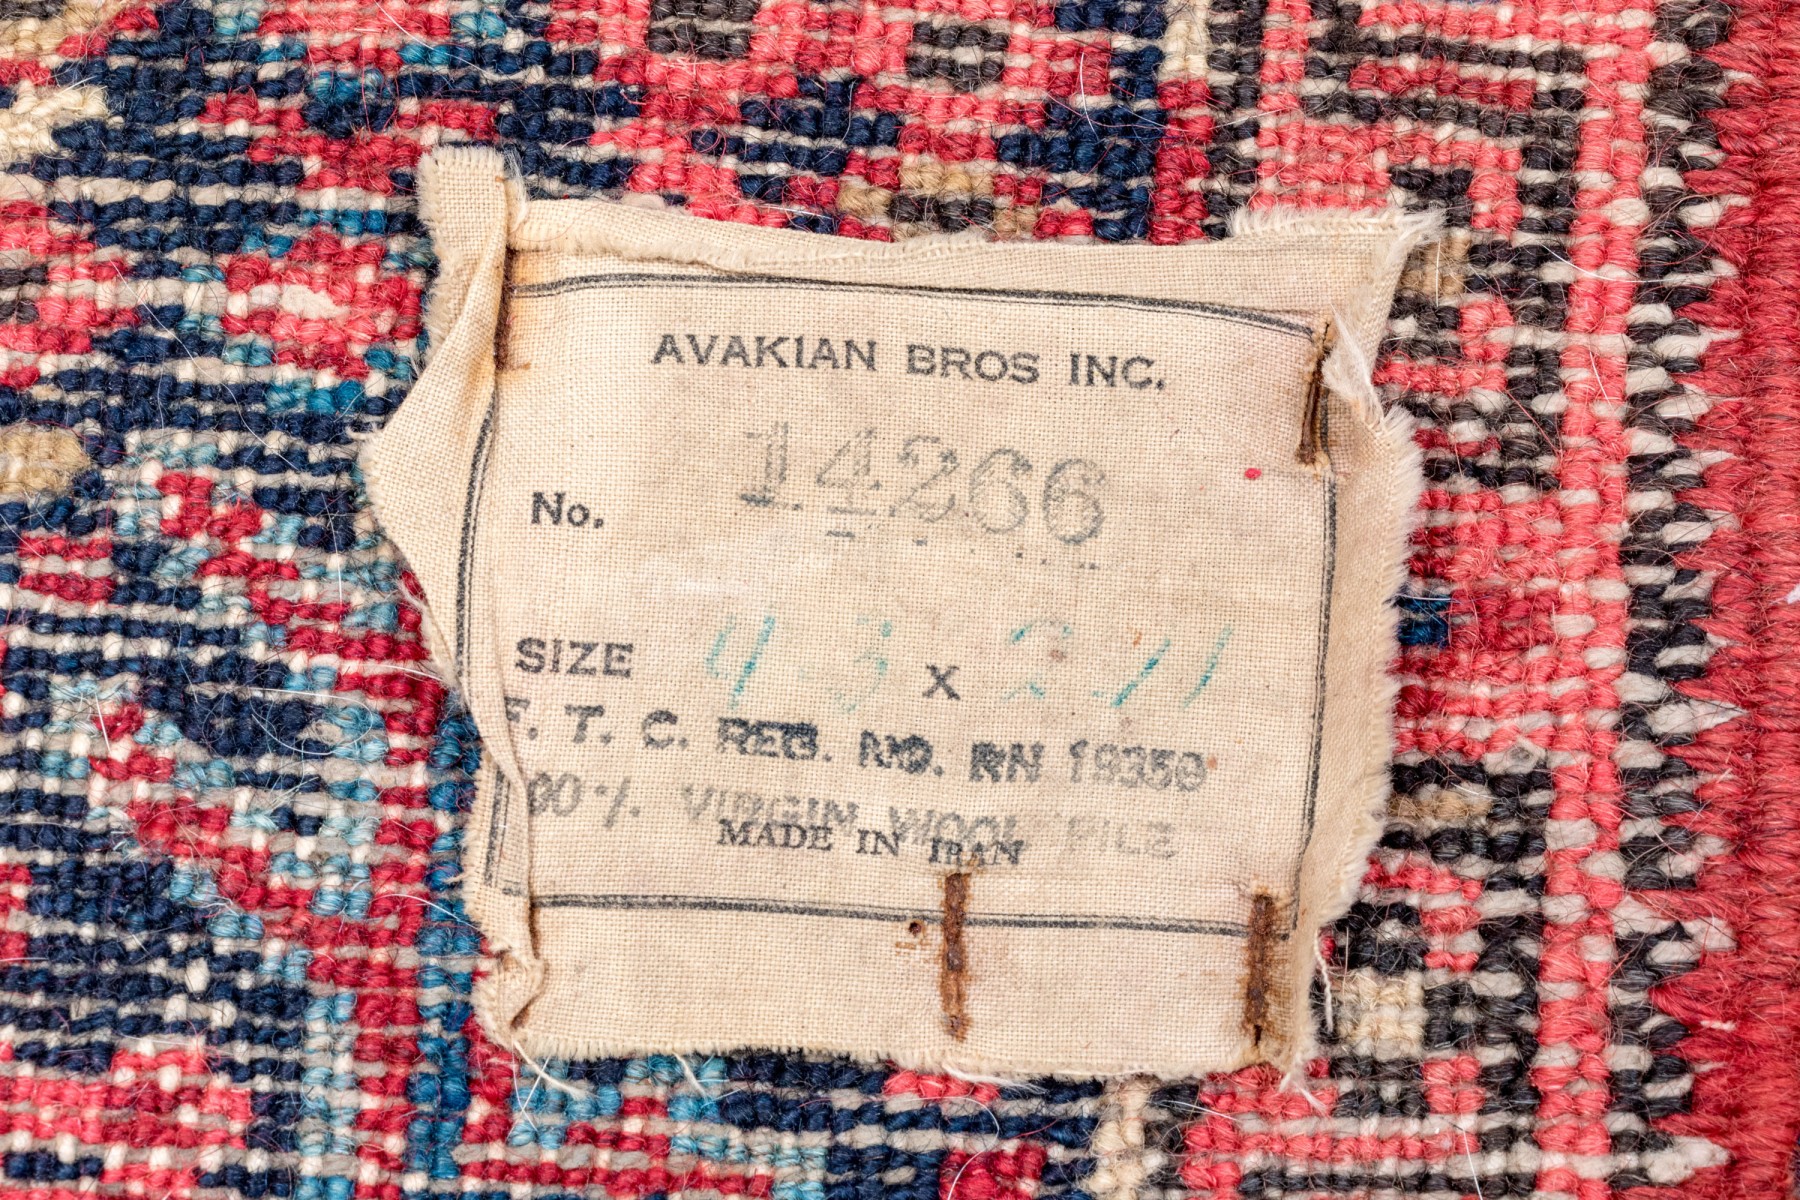 AVAKIAN BROS INC.
No. 14266
SIZE 4 3 x 2 11
F. T. C. REG. NO. RN 19350
00% VIRGIN WOOL PILE
MADE IN IRAN